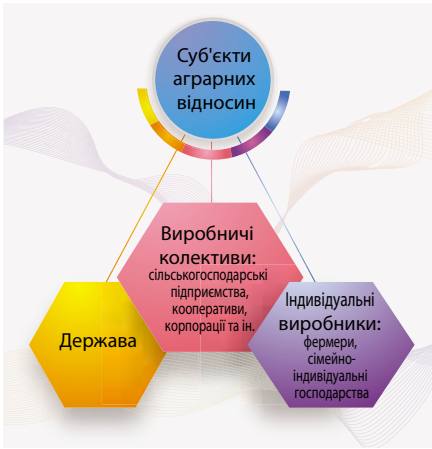 Суб'єкти
аграрних
відносин
Виробничі
колективи:
сільськогосподарські
підприємства,
кооперативи,
корпорації та ін.
Держава
Індивідуальні
виробники:
фермери,
сімейно-
індивідуальні
господарства